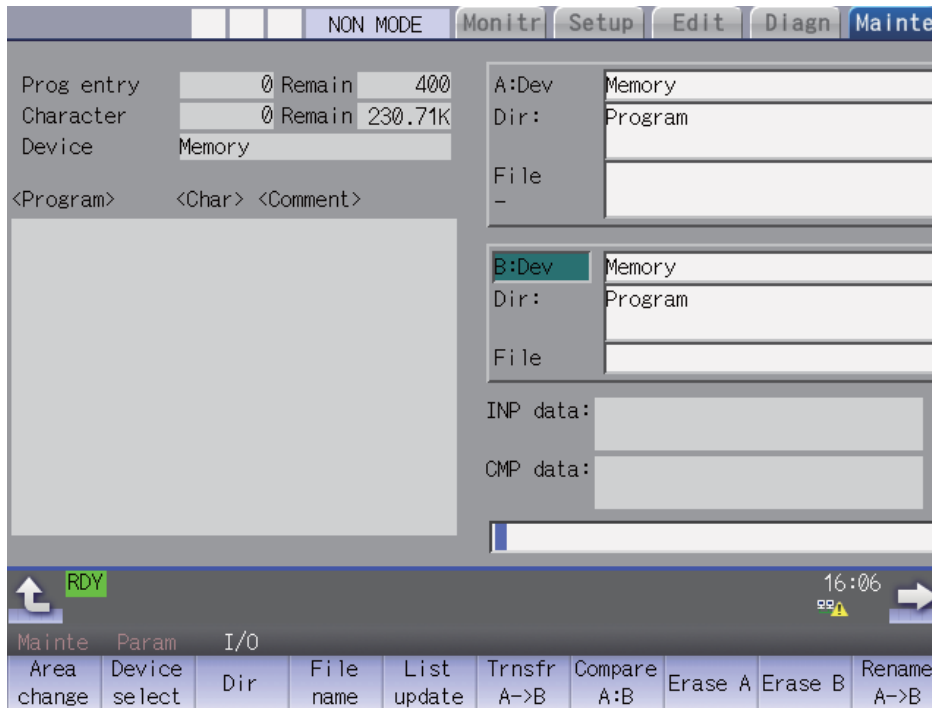 NON MODE Monitr Setup Edit Diagn Mainte
Prog entry 0 Remain 400
Character 0 Remain 230.71K
Device Memory
<Program> <Char> <Comment>
A:Dev Memory
Dir: Program
File
-
B:Dev Memory
Dir: Program
File
INP data:
CMP data:
RDY 16:06
Mainte Param I/O
Area change
Device select
Dir
File name
List update
Trnsfr A->B
Compare A:B
Erase A
Erase B
Rename A->B